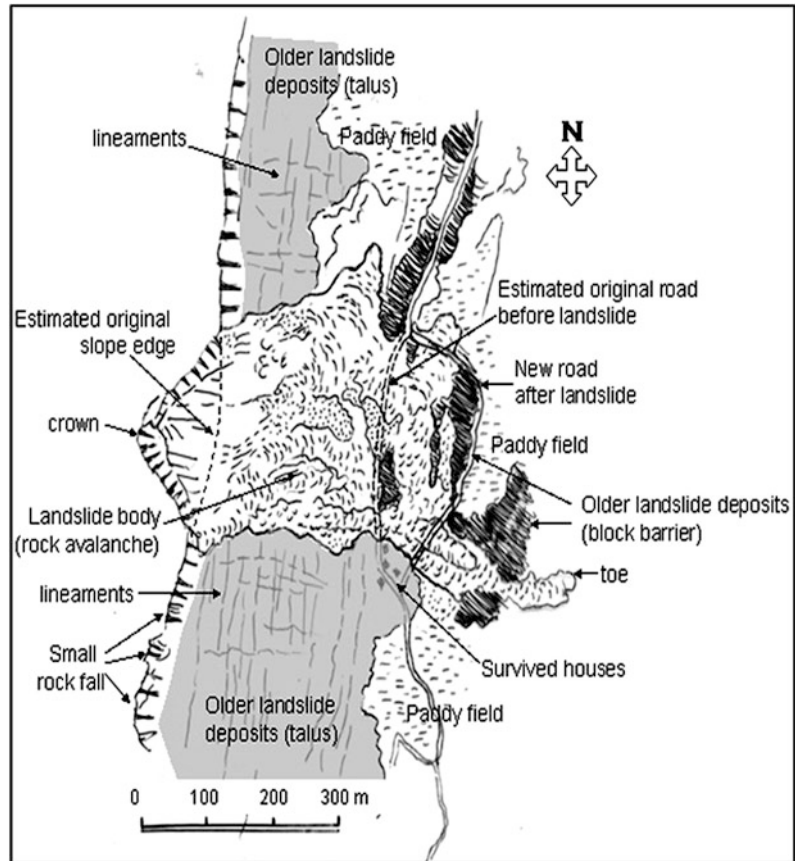 Older landslide
deposits (talus)
lineaments
Paddy field
N
Estimated original road
before landslide
Estimated original
slope edge
New road
after landslide
crown
Paddy field
Older landslide deposits
(block barrier)
Landslide body
(rock avalanche)
toe
lineaments
Small
rock fall
Survived houses
Older landslide
deposits (talus)
Paddy field
0 100 200 300 m